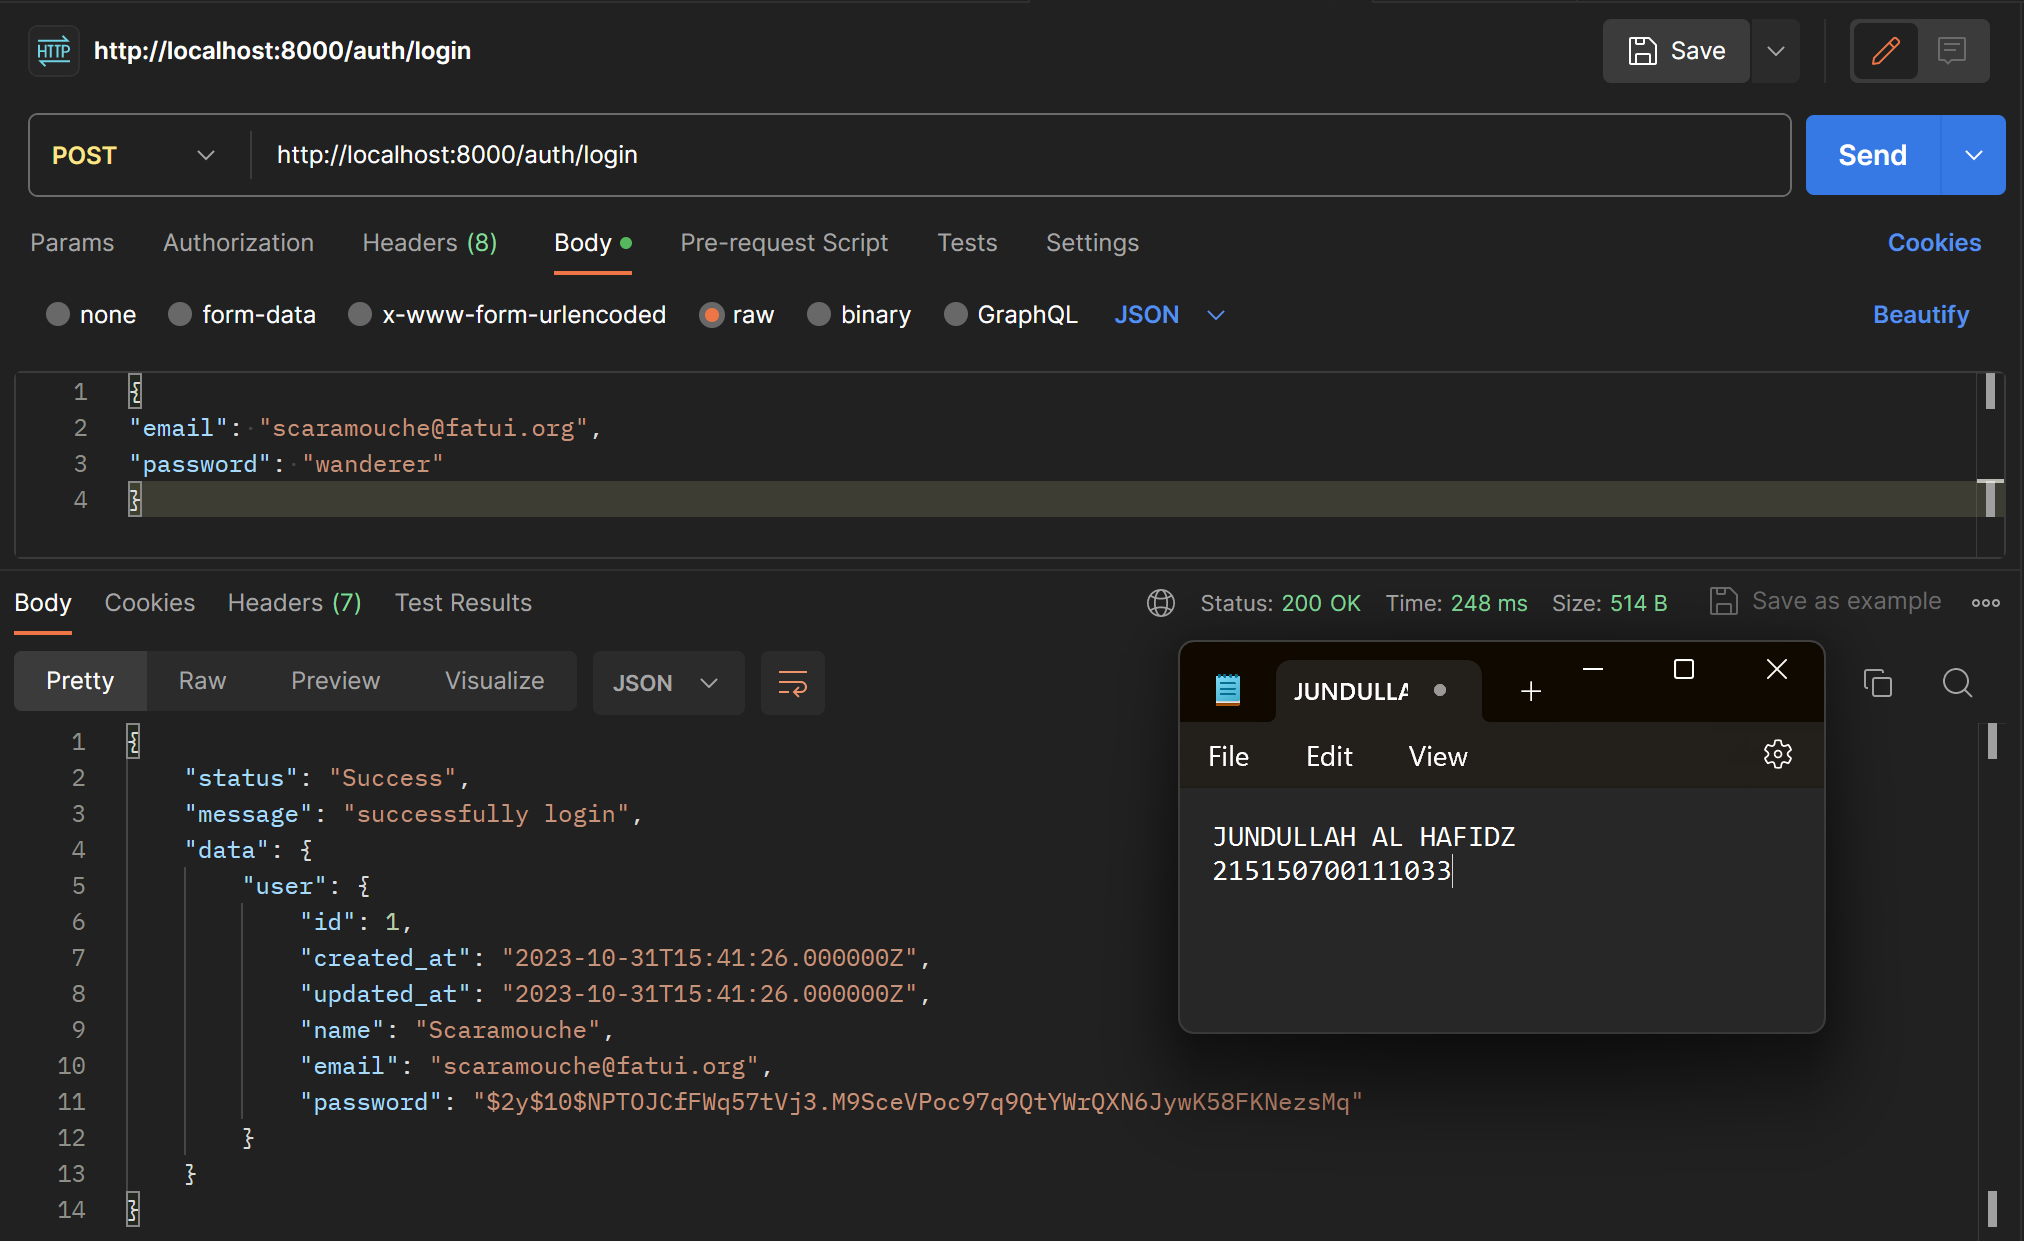 HTTP http://localhost:8000/auth/login Save
POST http://localhost:8000/auth/login Send
Params Authorization Headers (8) Body Pre-request Script Tests Settings Cookies
none form-data x-www-form-urlencoded raw binary GraphQL JSON Beautify
1 {
2 "email": "scaramouche@fatui.org",
3 "password": "wanderer"
4 }
Body Cookies Headers (7) Test Results Status: 200 OK Time: 248 ms Size: 514 B Save as example
Pretty Raw Preview Visualize JSON
1 {
2 "status": "Success",
3 "message": "successfully login",
4 "data": {
5 "user": {
6 "id": 1,
7 "created_at": "2023-10-31T15:41:26.000000Z",
8 "updated_at": "2023-10-31T15:41:26.000000Z",
9 "name": "Scaramouche",
10 "email": "scaramouche@fatui.org",
11 "password": "$2y$10$NPTOJCfFWq57tVj3.M9SceVPoc97q9QtYWrQXN6JywK58FKNezsMq"
12 }
13 }
14 }
JUNDULLA
File Edit View
JUNDULLAH AL HAFIDZ
215150700111033